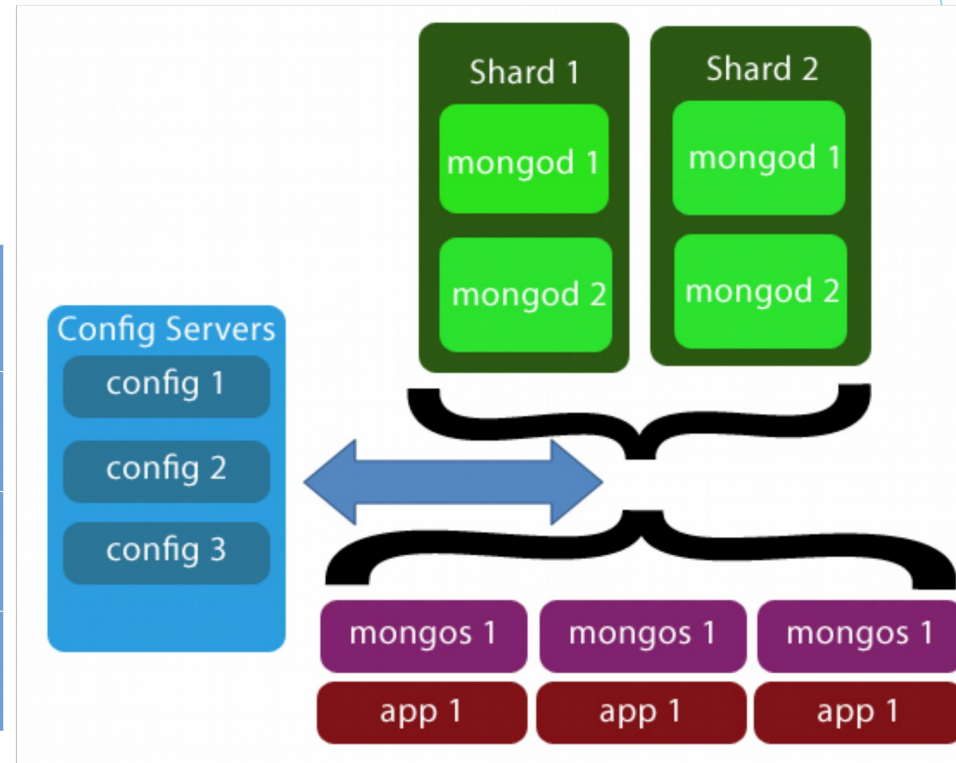 Shard 1
mongod 1
mongod 2
Shard 2
mongod 1
mongod 2
Config Servers
config 1
config 2
config 3
mongos 1
mongos 1
mongos 1
app 1
app 1
app 1